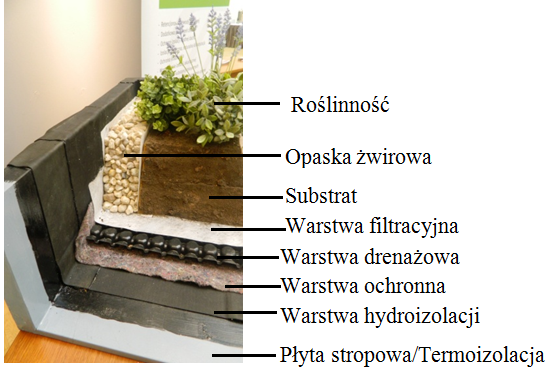 Roślinność
Opaska żwirowa
Substrat
Warstwa filtracyjna
Warstwa drenażowa
Warstwa ochronna
Warstwa hydroizolacji
Płyta stropowa/Termoizolacja